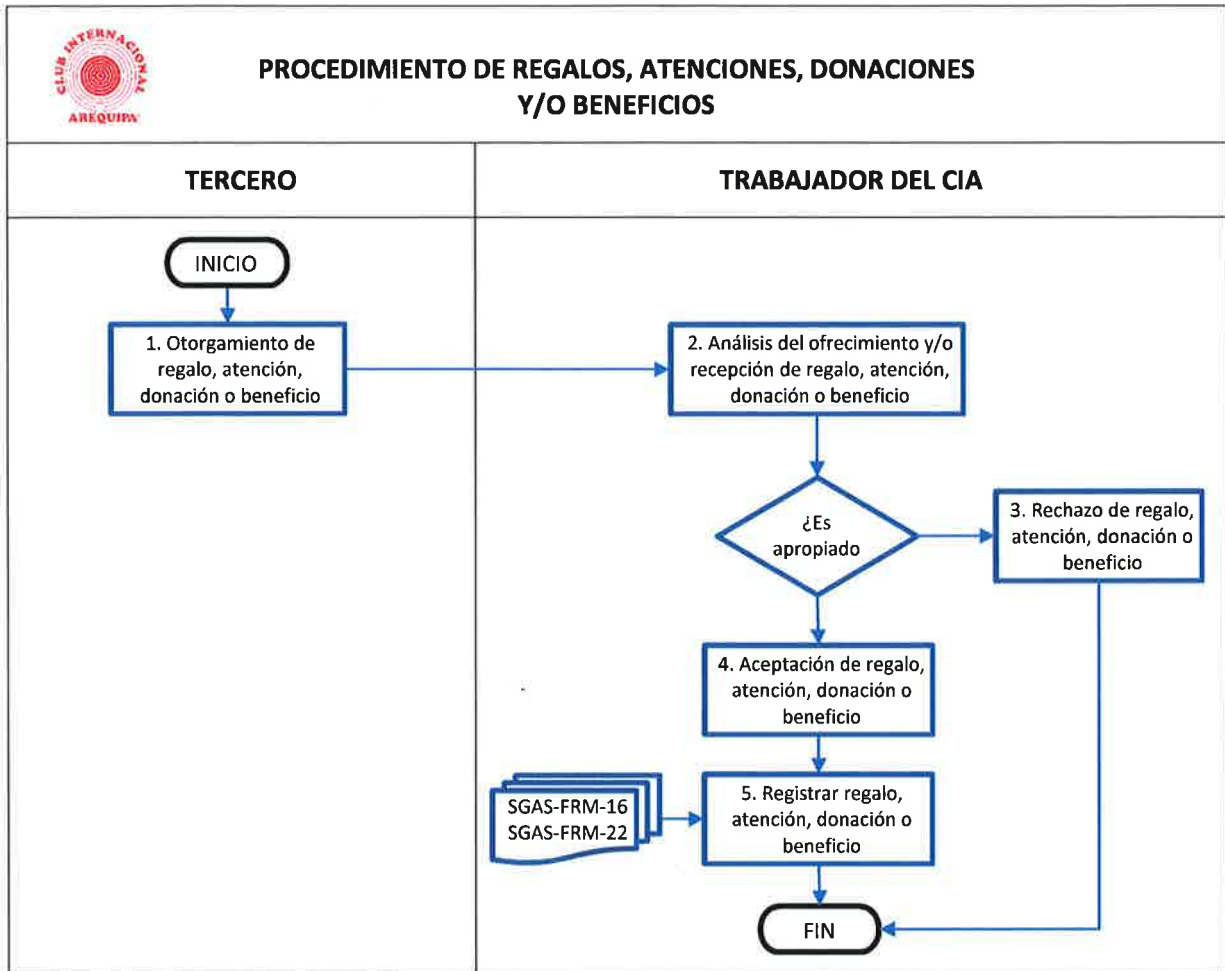 CLUB INTERNACIONAL
AREQUIPA
PROCEDIMIENTO DE REGALOS, ATENCIONES, DONACIONES
Y/O BENEFICIOS
TERCERO
TRABAJADOR DEL CIA
INICIO
1. Otorgamiento de
regalo, atención,
donación o beneficio
2. Análisis del ofrecimiento y/o
recepción de regalo, atención,
donación o beneficio
¿Es
apropiado
3. Rechazo de regalo,
atención, donación o
beneficio
4. Aceptación de regalo,
atención, donación o
beneficio
SGAS-FRM-16
SGAS-FRM-22
5. Registrar regalo,
atención, donación o
beneficio
FIN